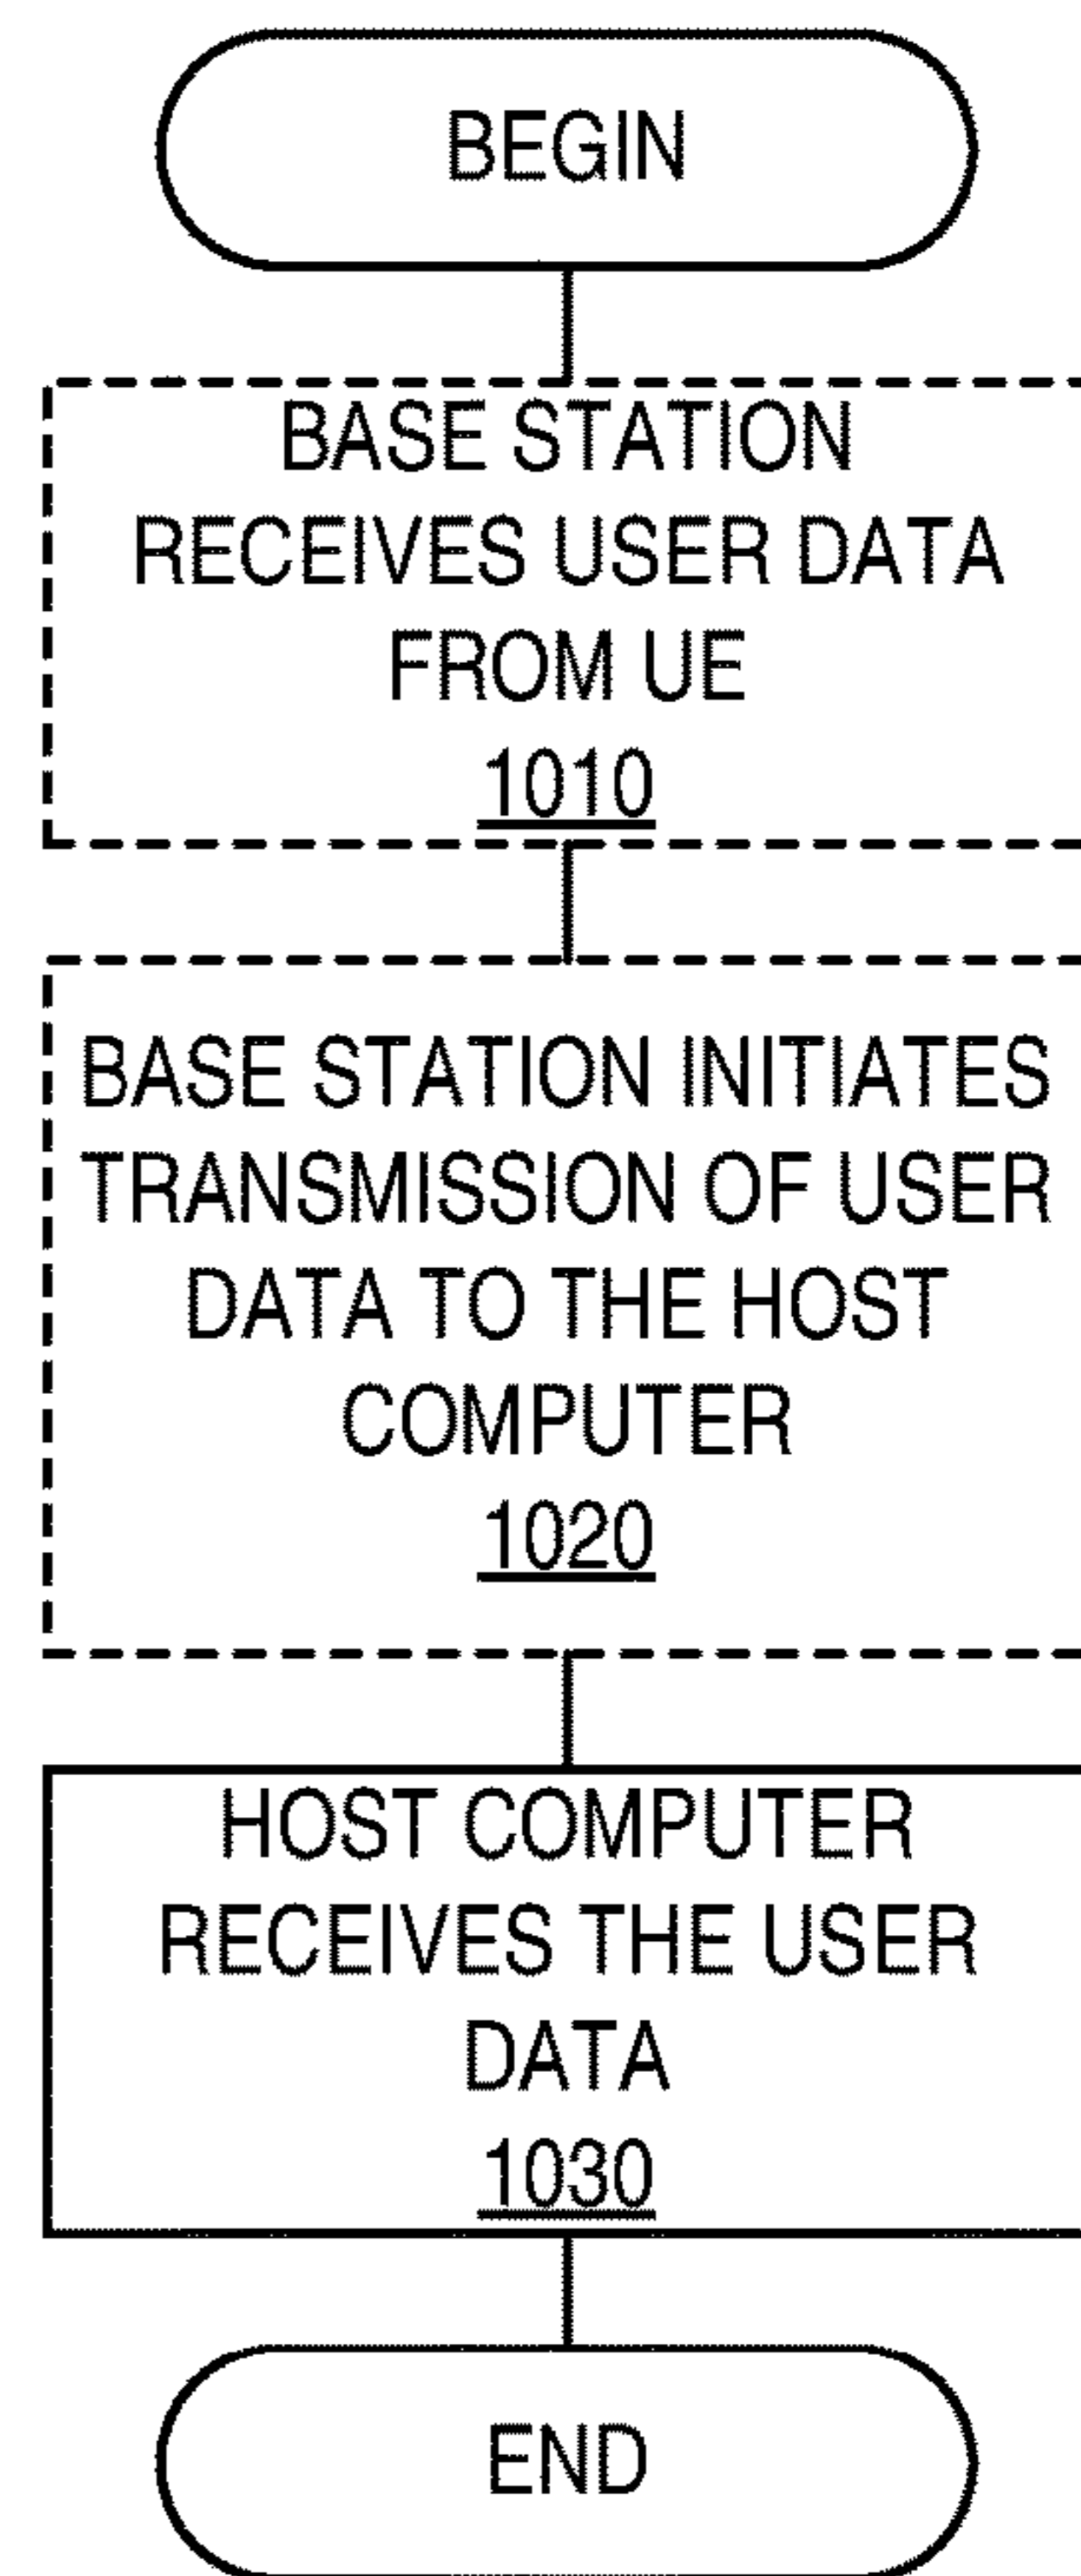 BEGIN
BASE STATION
RECEIVES USER DATA
FROM UE
1010
BASE STATION INITIATES
TRANSMISSION OF USER
DATA TO THE HOST
COMPUTER
1020
HOST COMPUTER
RECEIVES THE USER
DATA
1030
END